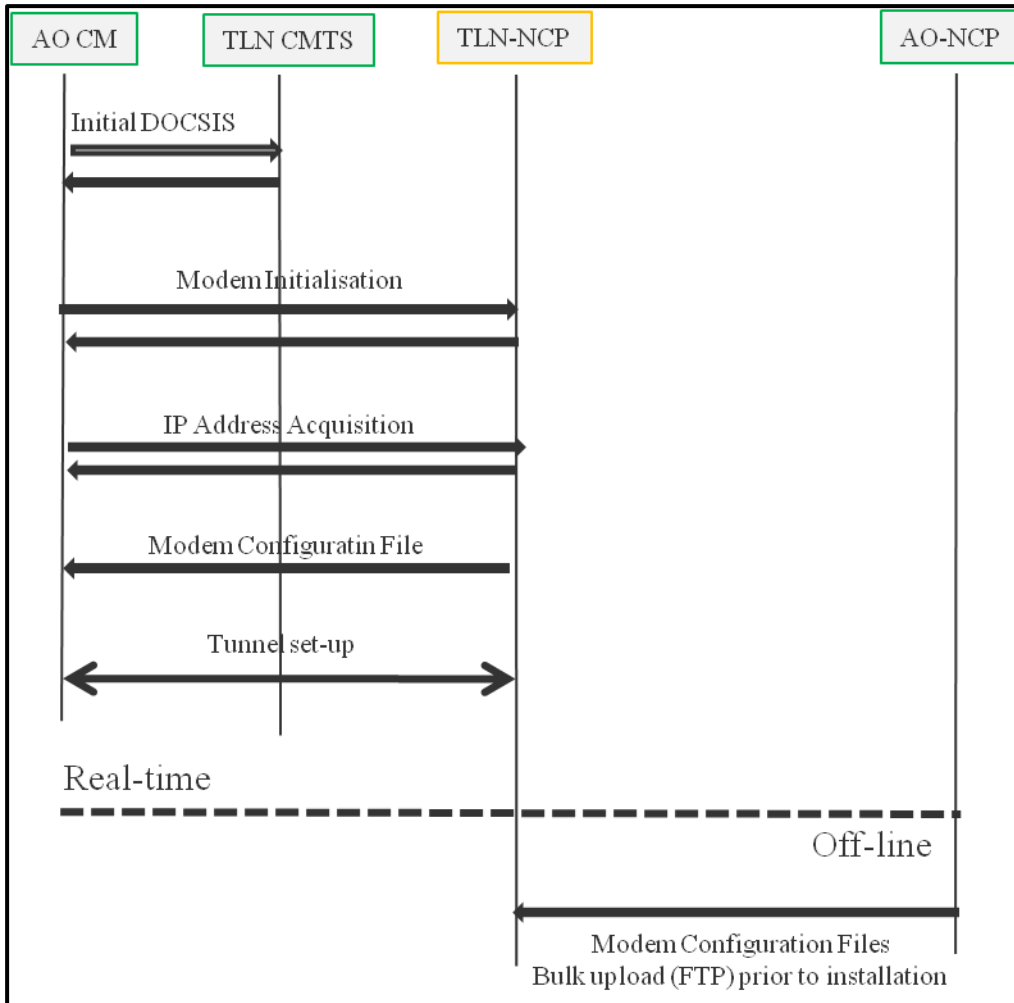 AO CM
TLN CMTS
TLN-NCP
AO-NCP
Initial DOCSIS
Modem Initialisation
IP Address Acquisition
Modem Configuratin File
Tunnel set-up
Real-time
Off-line
Modem Configuration Files
Bulk upload (FTP) prior to installation